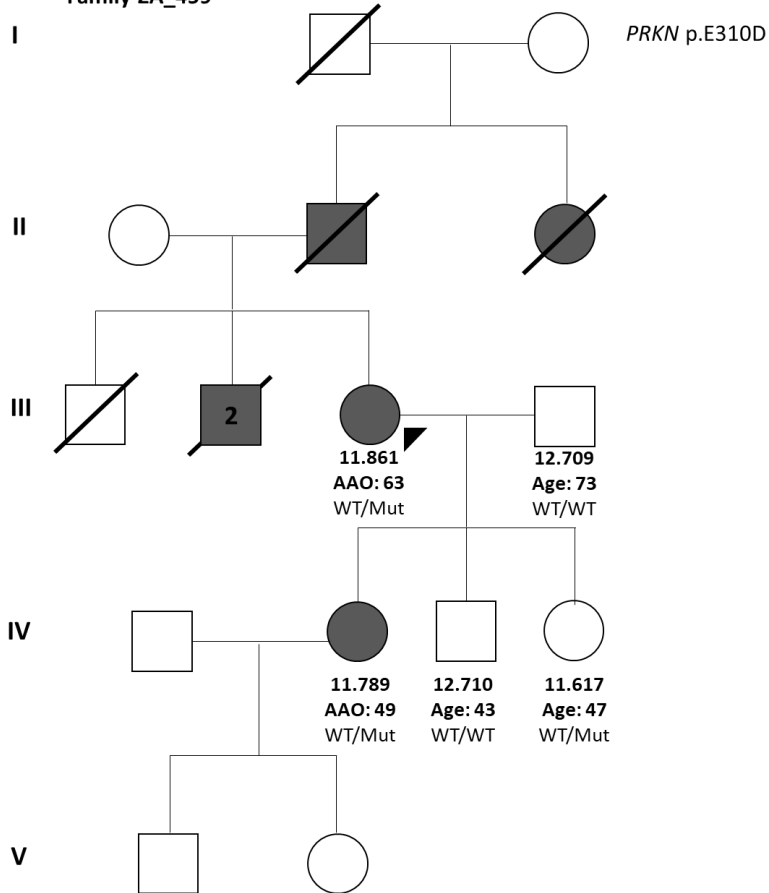 I
PRKN p.E310D
II
III
2
11.861
AAO: 63
WT/Mut
12.709
Age: 73
WT/WT
IV
11.789
AAO: 49
WT/Mut
12.710
Age: 43
WT/WT
11.617
Age: 47
WT/Mut
V